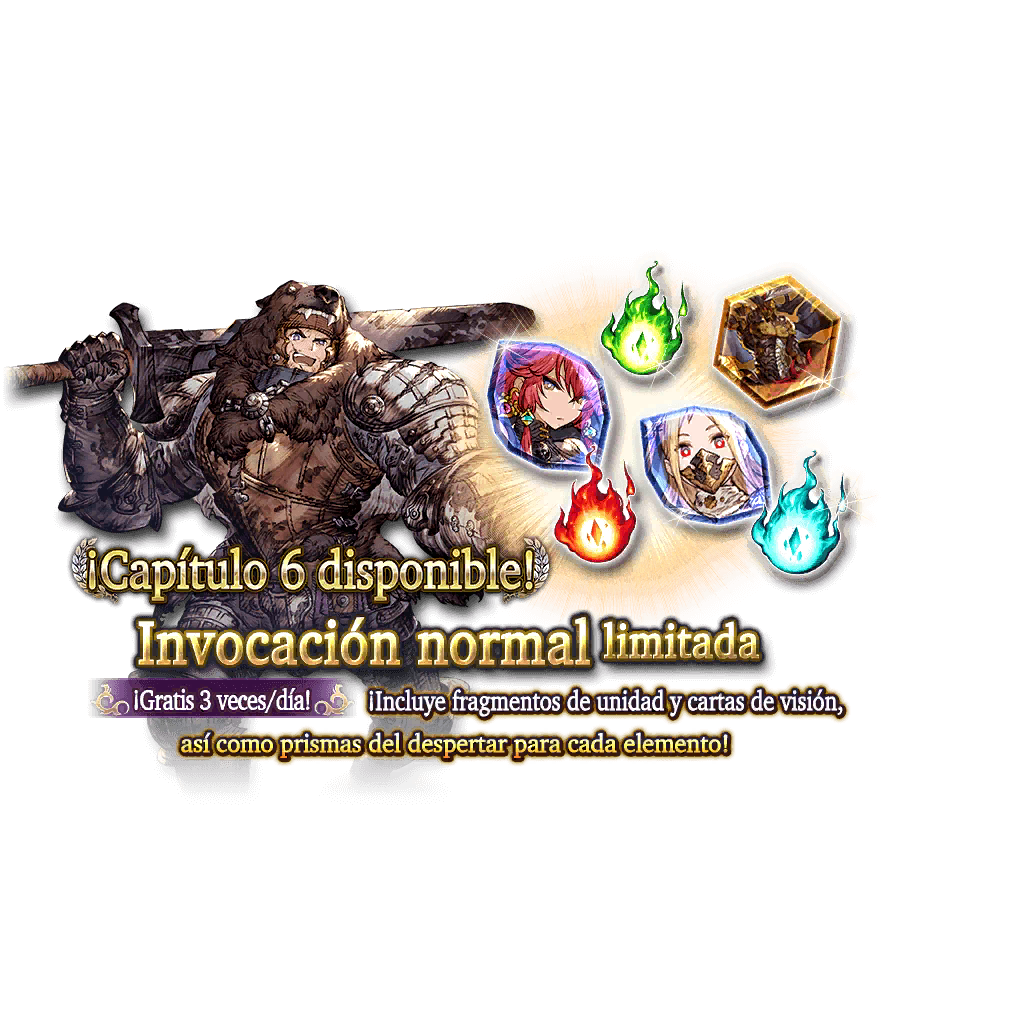 ¡Capítulo 6 disponible!
Invocación normal limitada
¡Gratis 3 veces/día! ¡Incluye fragmentos de unidad y cartas de visión,
así como prismas del despertar para cada elemento!